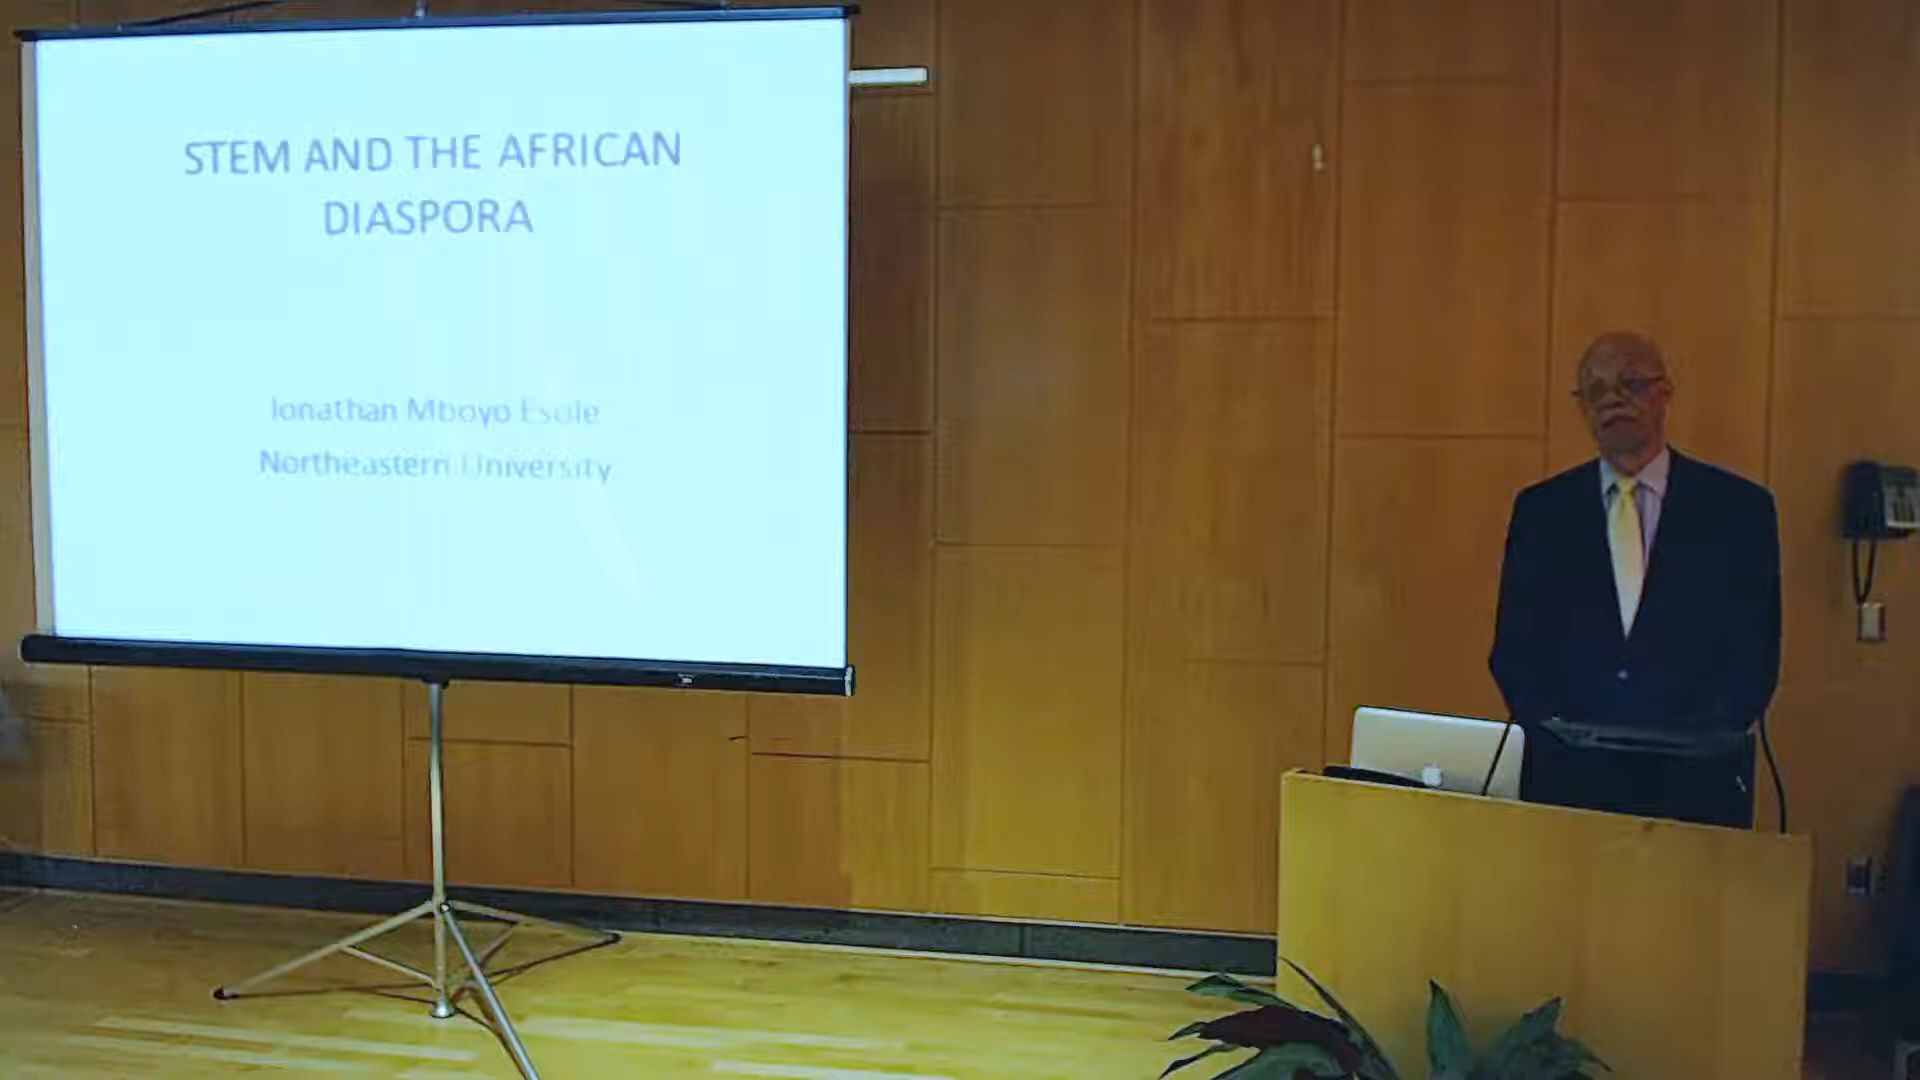 STEM AND THE AFRICAN
DIASPORA
Jonathan Mboyo Esole
Northeastern University